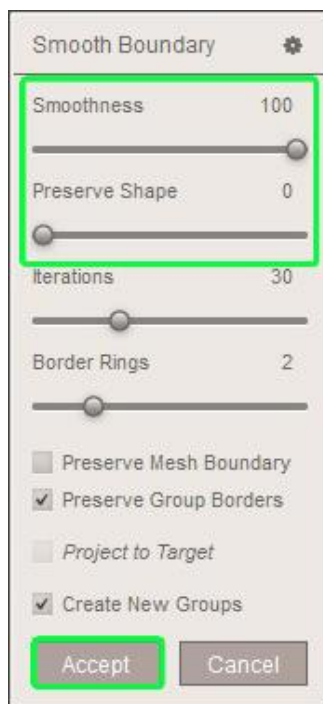 Smooth Boundary
Smoothness 100
Preserve Shape 0
Iterations 30
Border Rings 2
Preserve Mesh Boundary
Preserve Group Borders
Project to Target
Create New Groups
Accept Cancel